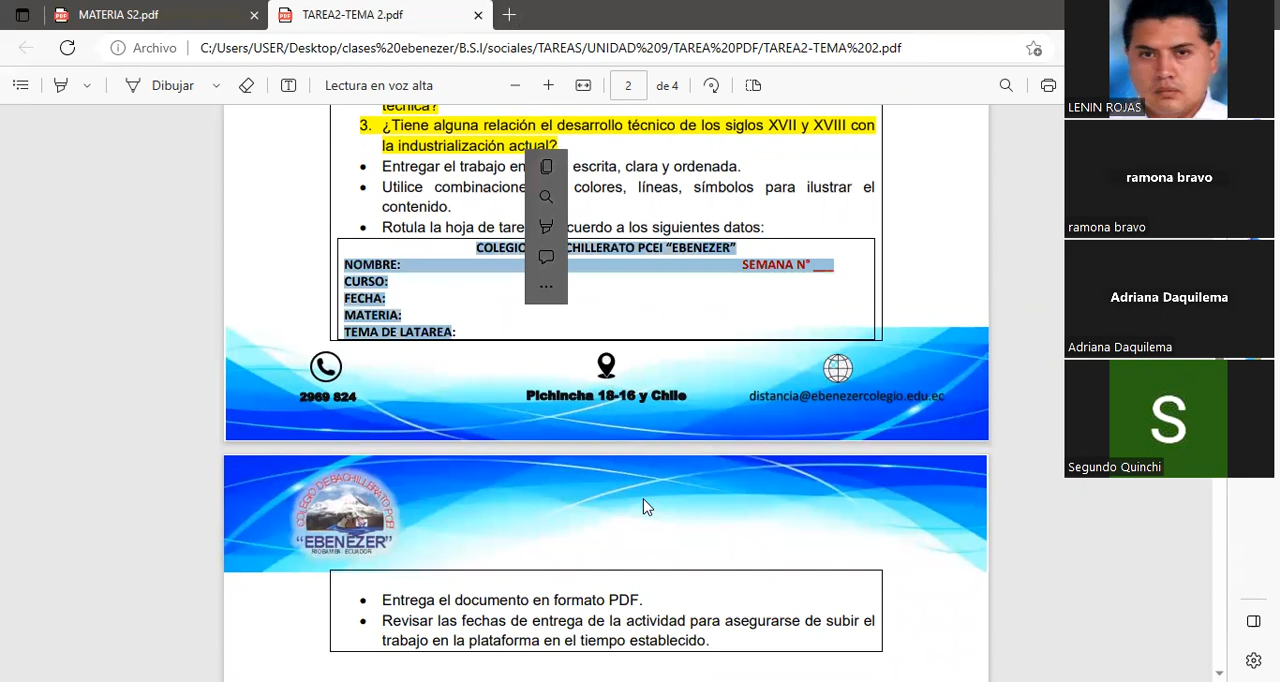 MATERIA S2.pdf
TAREA2-TEMA 2.pdf
Archivo
C:/Users/USER/Desktop/clases%20ebenezer/B.S.I/sociales/TAREAS/UNIDAD%209/TAREA%20PDF/TAREA2-TEMA%202.pdf
Dibujar
Lectura en voz alta
2 de 4
técnica?
3. ¿Tiene alguna relación el desarrollo técnico de los siglos XVII y XVIII con
la industrialización actual?
• Entregar el trabajo en escrita, clara y ordenada.
• Utilice combinacione colores, líneas, símbolos para ilustrar el
contenido.
• Rotula la hoja de tare cuerdo a los siguientes datos:
COLEGIO CHILLERATO PCEI “EBENEZER”
NOMBRE: SEMANA N° ___
CURSO:
FECHA:
MATERIA:
TEMA DE LATAREA:
2969 824
Pichincha 18-16 y Chile
distancia@ebenezercolegio.edu.ec
COLEGIO DE BACHILLERATO PCEI
“EBENEZER”
RIOBAMBA ECUADOR
• Entrega el documento en formato PDF.
• Revisar las fechas de entrega de la actividad para asegurarse de subir el
trabajo en la plataforma en el tiempo establecido.
LENIN ROJAS
ramona bravo
ramona bravo
Adriana Daquilema
Adriana Daquilema
S
Segundo Quinchi